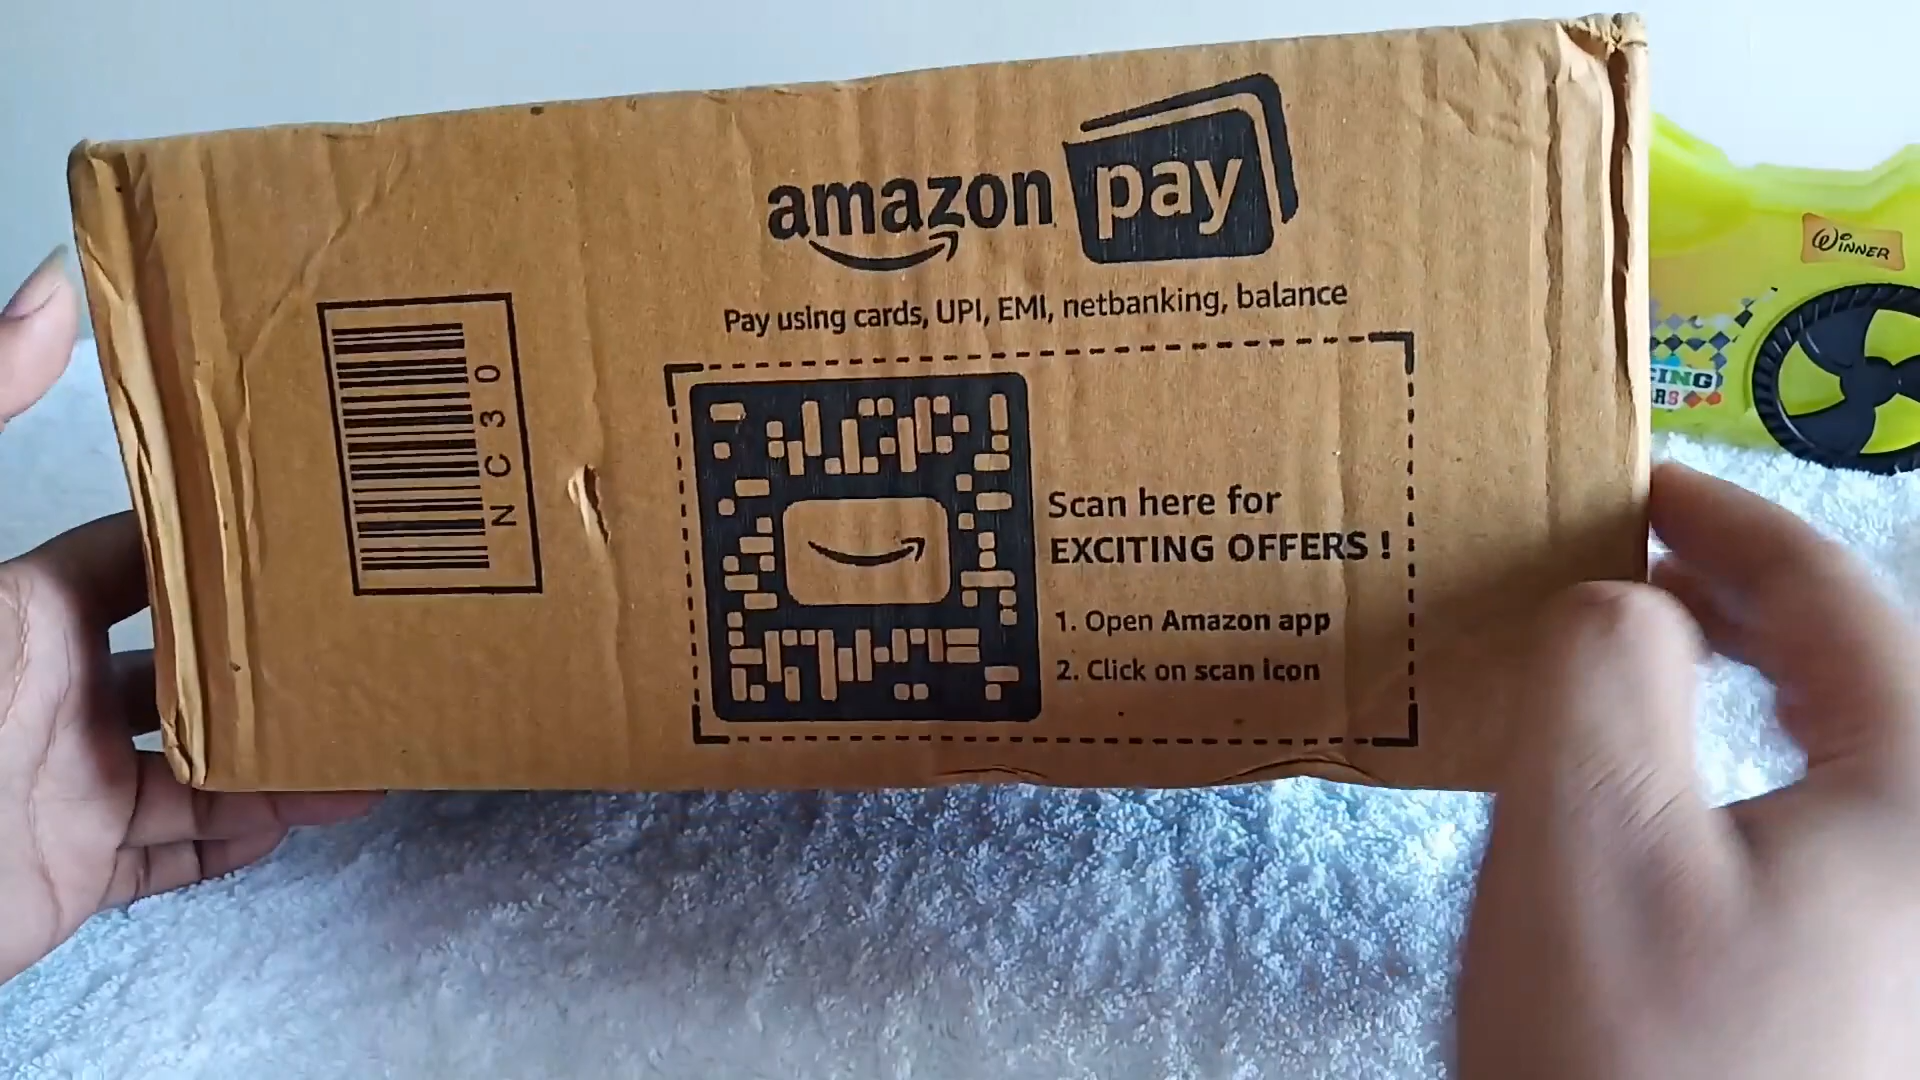 amazon pay
Pay using cards, UPI, EMI, netbanking, balance
NC30
Scan here for
EXCITING OFFERS !
1. Open Amazon app
2. Click on scan icon
WINNER